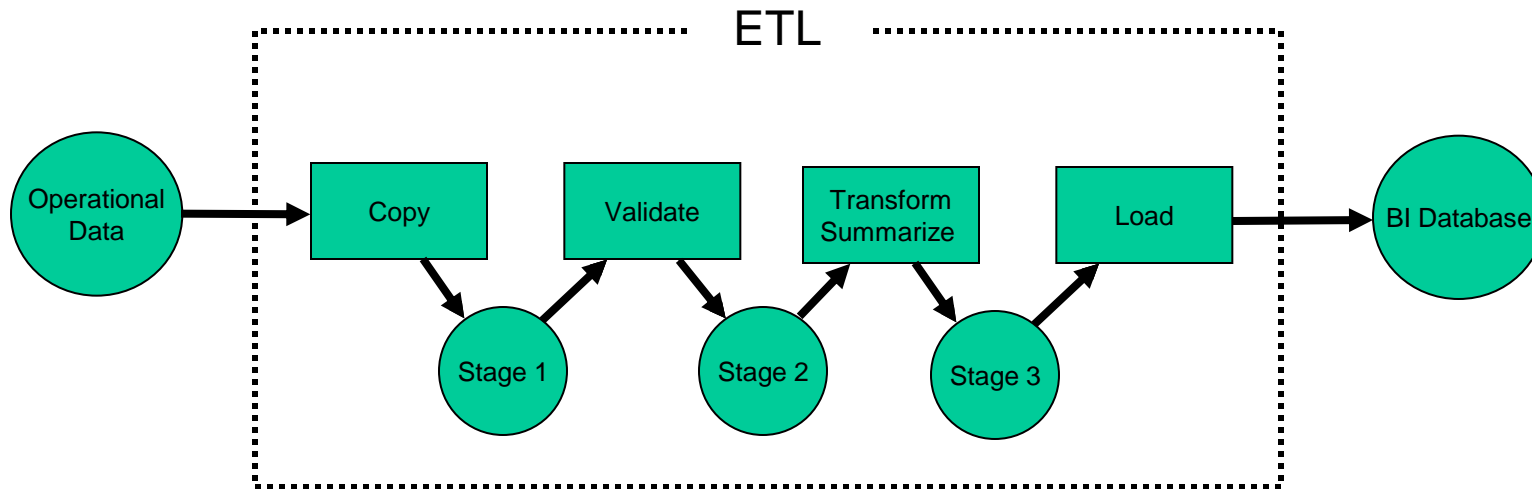 ETL
Operational
Data
Copy
Validate
Transform
Summarize
Load
BI Database
Stage 1
Stage 2
Stage 3